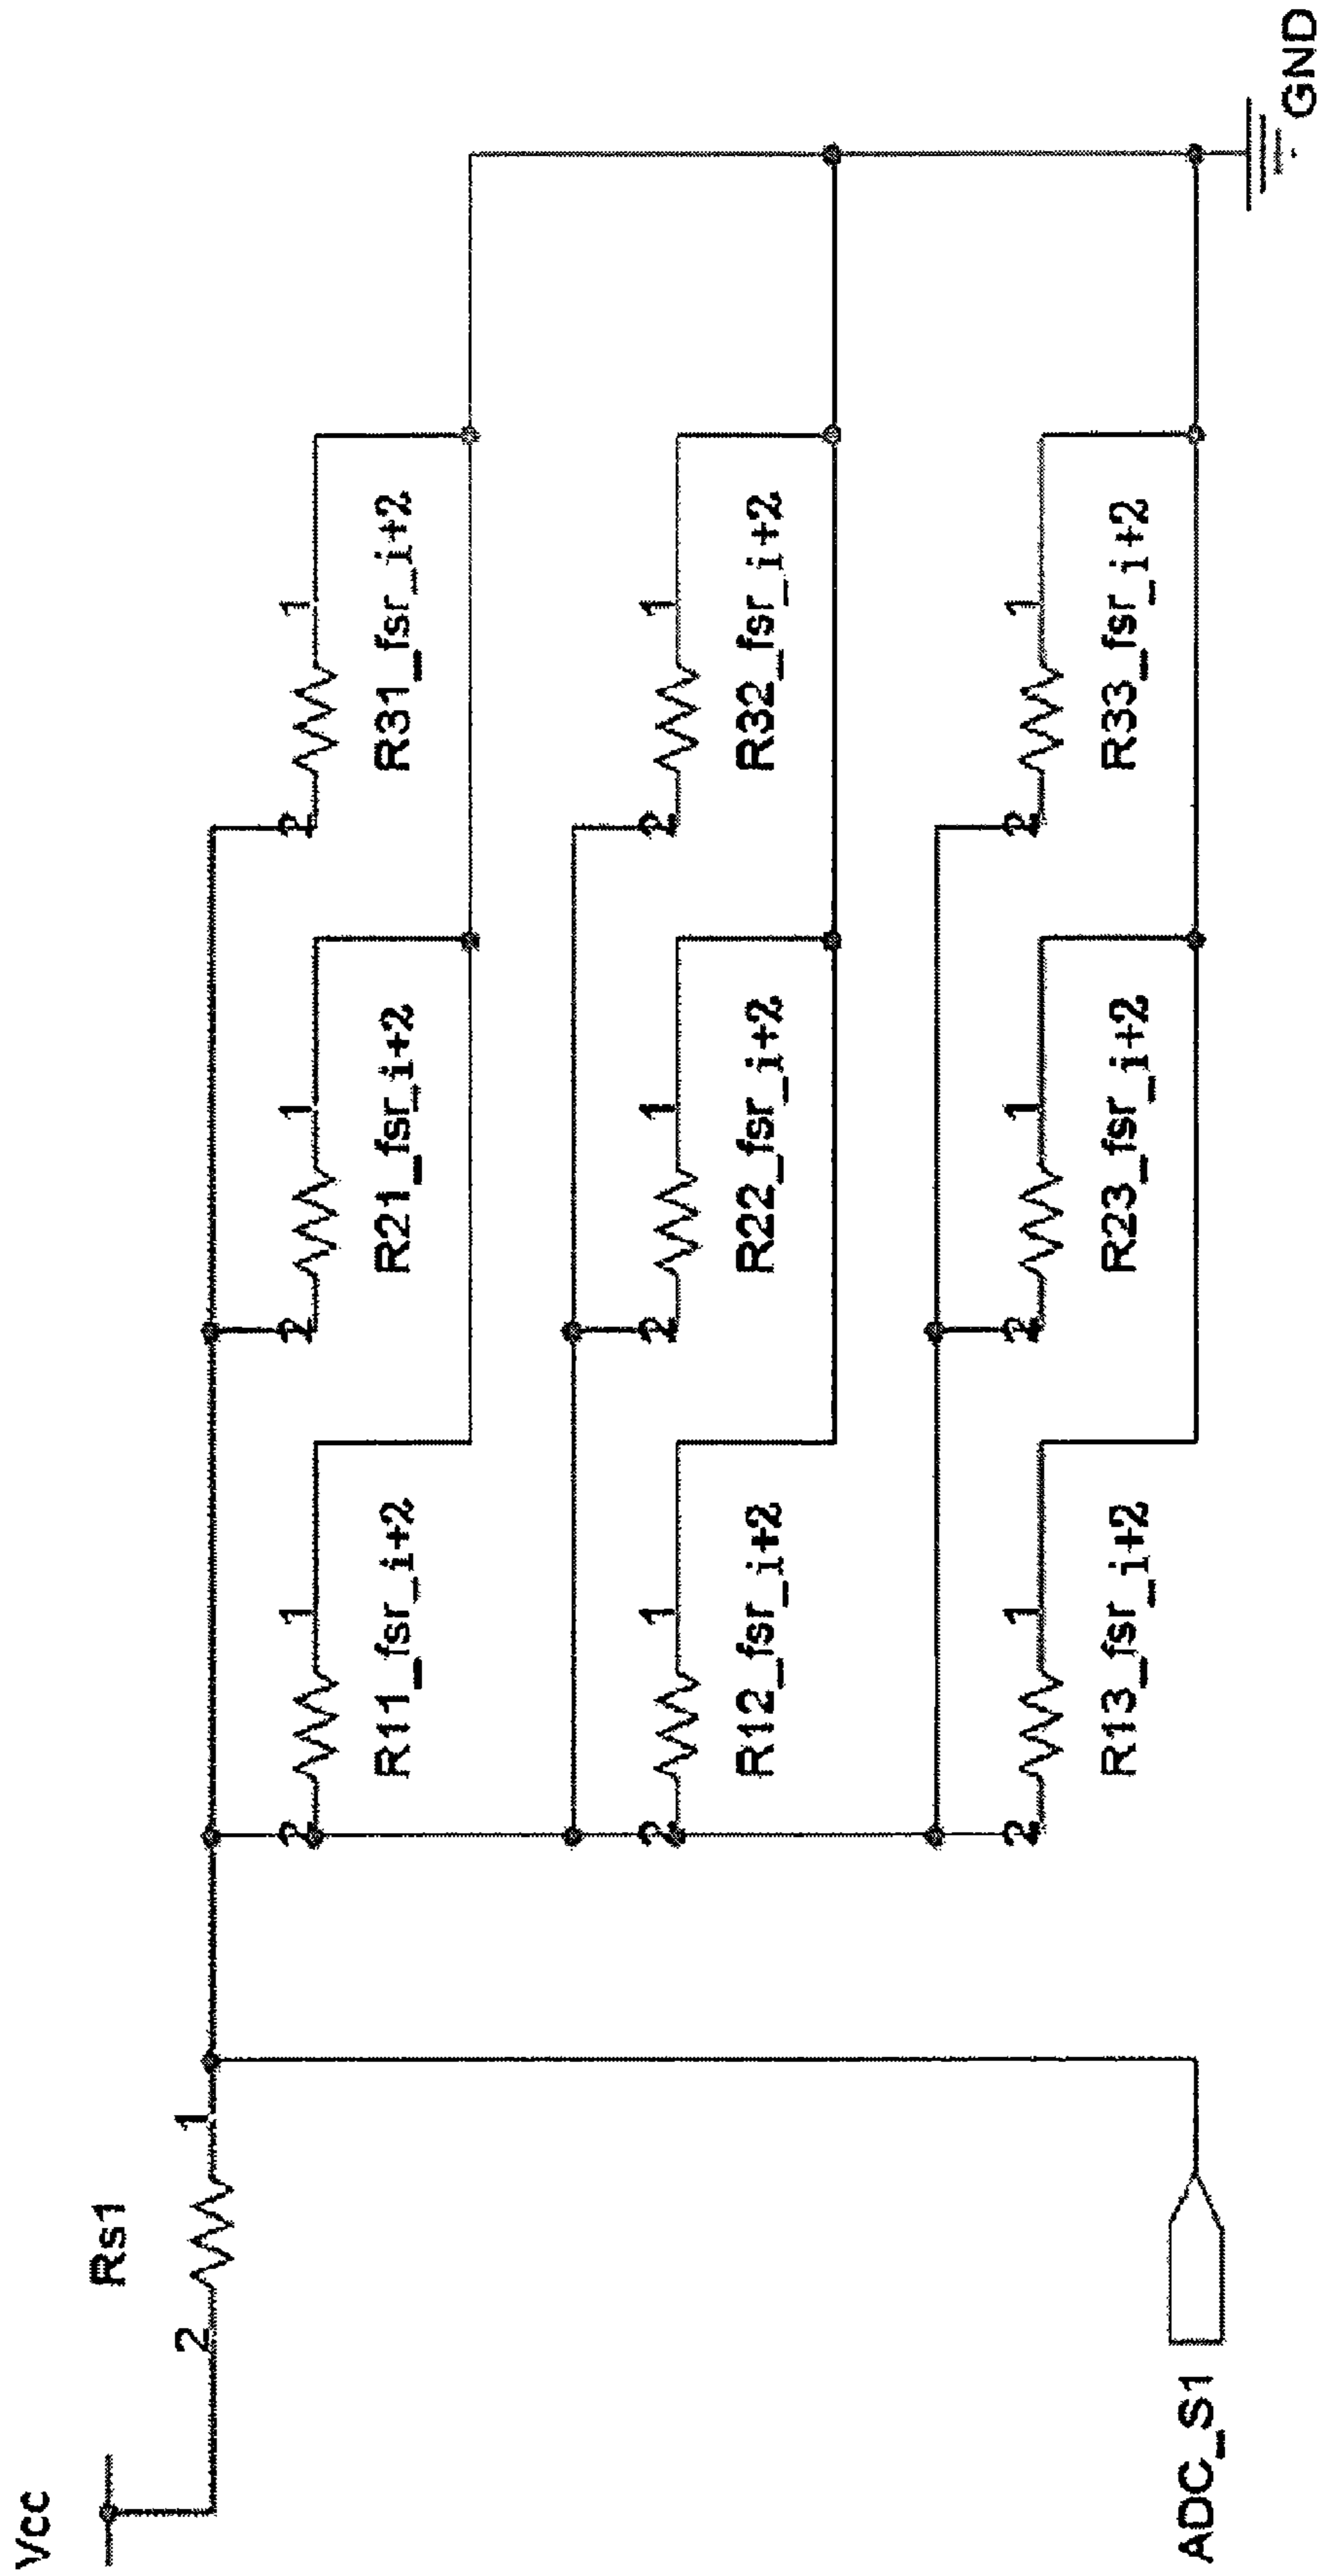 Vcc
Rs1
2
1
ADC_S1
2
1
R11_fsr_i+2
2
1
R21_fsr_i+2
2
1
R31_fsr_i+2
2
1
R12_fsr_i+2
2
1
R22_fsr_i+2
2
1
R32_fsr_i+2
2
1
R13_fsr_i+2
2
1
R23_fsr_i+2
2
1
R33_fsr_i+2
GND